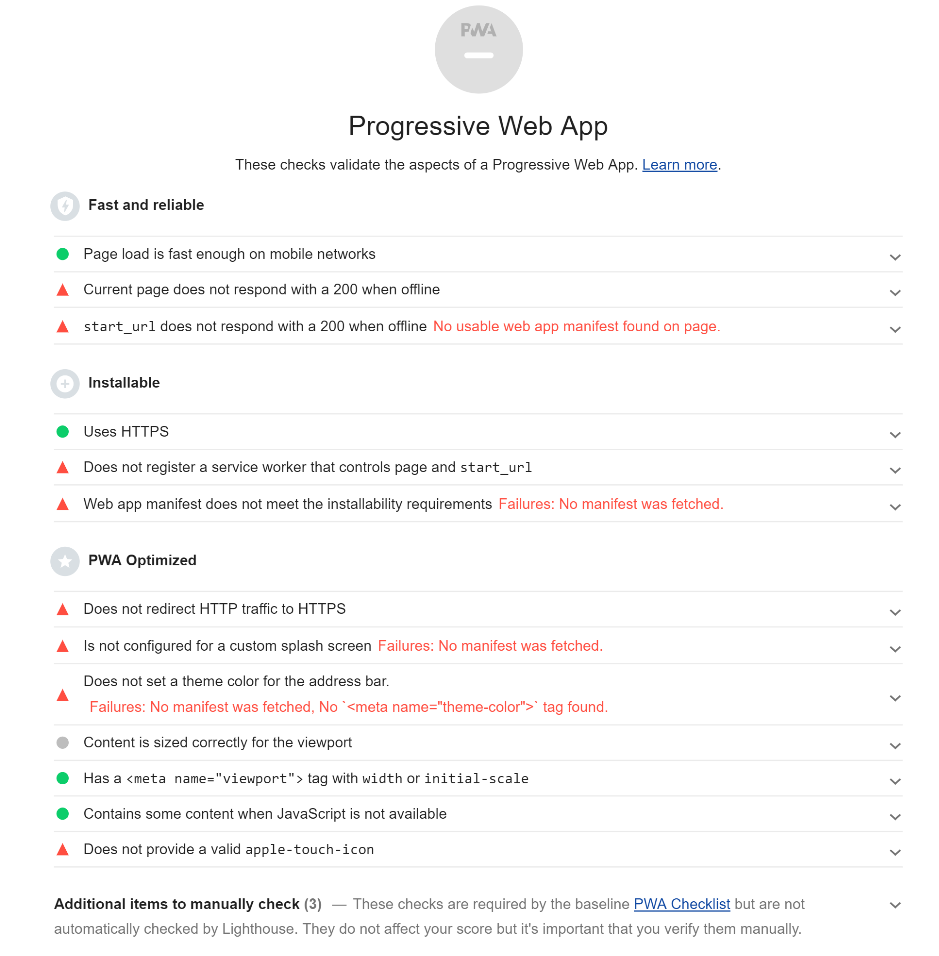 PWA
Progressive Web App
These checks validate the aspects of a Progressive Web App. Learn more.
Fast and reliable
Page load is fast enough on mobile networks
Current page does not respond with a 200 when offline
start_url does not respond with a 200 when offline No usable web app manifest found on page.
Installable
Uses HTTPS
Does not register a service worker that controls page and start_url
Web app manifest does not meet the installability requirements Failures: No manifest was fetched.
PWA Optimized
Does not redirect HTTP traffic to HTTPS
Is not configured for a custom splash screen Failures: No manifest was fetched.
Does not set a theme color for the address bar.
Failures: No manifest was fetched, No `<meta name="theme-color">` tag found.
Content is sized correctly for the viewport
Has a <meta name="viewport"> tag with width or initial-scale
Contains some content when JavaScript is not available
Does not provide a valid apple-touch-icon
Additional items to manually check (3) — These checks are required by the baseline PWA Checklist but are not
automatically checked by Lighthouse. They do not affect your score but it's important that you verify them manually.